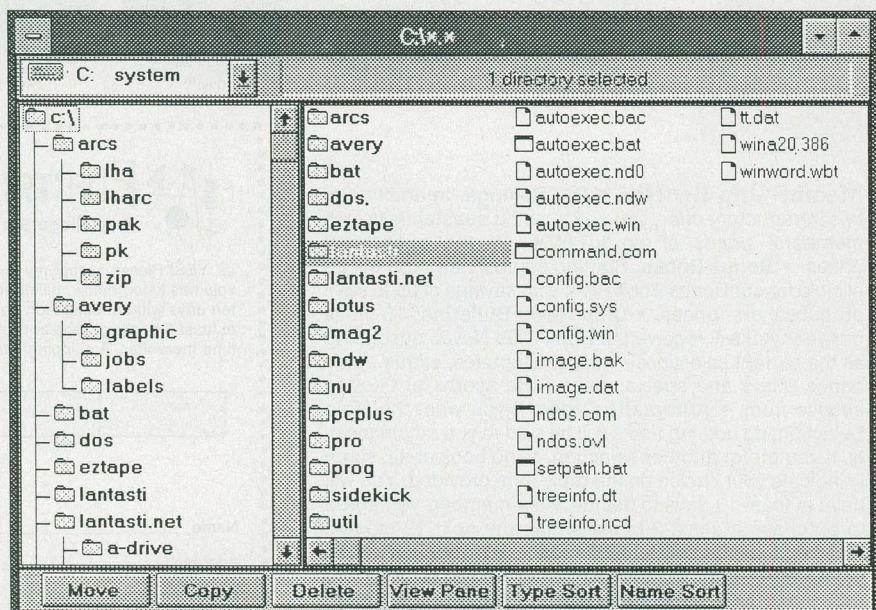 C:\*.*
C: system
1 directory selected
c:\
arcs
lha
lharc
pak
pk
zip
avery
graphic
jobs
labels
bat
dos
eztape
lantasti
lantasti.net
a-drive
arcs
avery
bat
dos.
eztape
lantasti
lantasti.net
lotus
mag2
ndw
nu
pcplus
pro
prog
sidekick
util
autoexec.bac
autoexec.bat
autoexec.nd0
autoexec.ndw
autoexec.win
command.com
config.bac
config.sys
config.win
image.bak
image.dat
ndos.com
ndos.ovl
setpath.bat
treeinfo.dt
treeinfo.ncd
tt.dat
wina20.386
winword.wbt
Move
Copy
Delete
View Pane
Type Sort
Name Sort